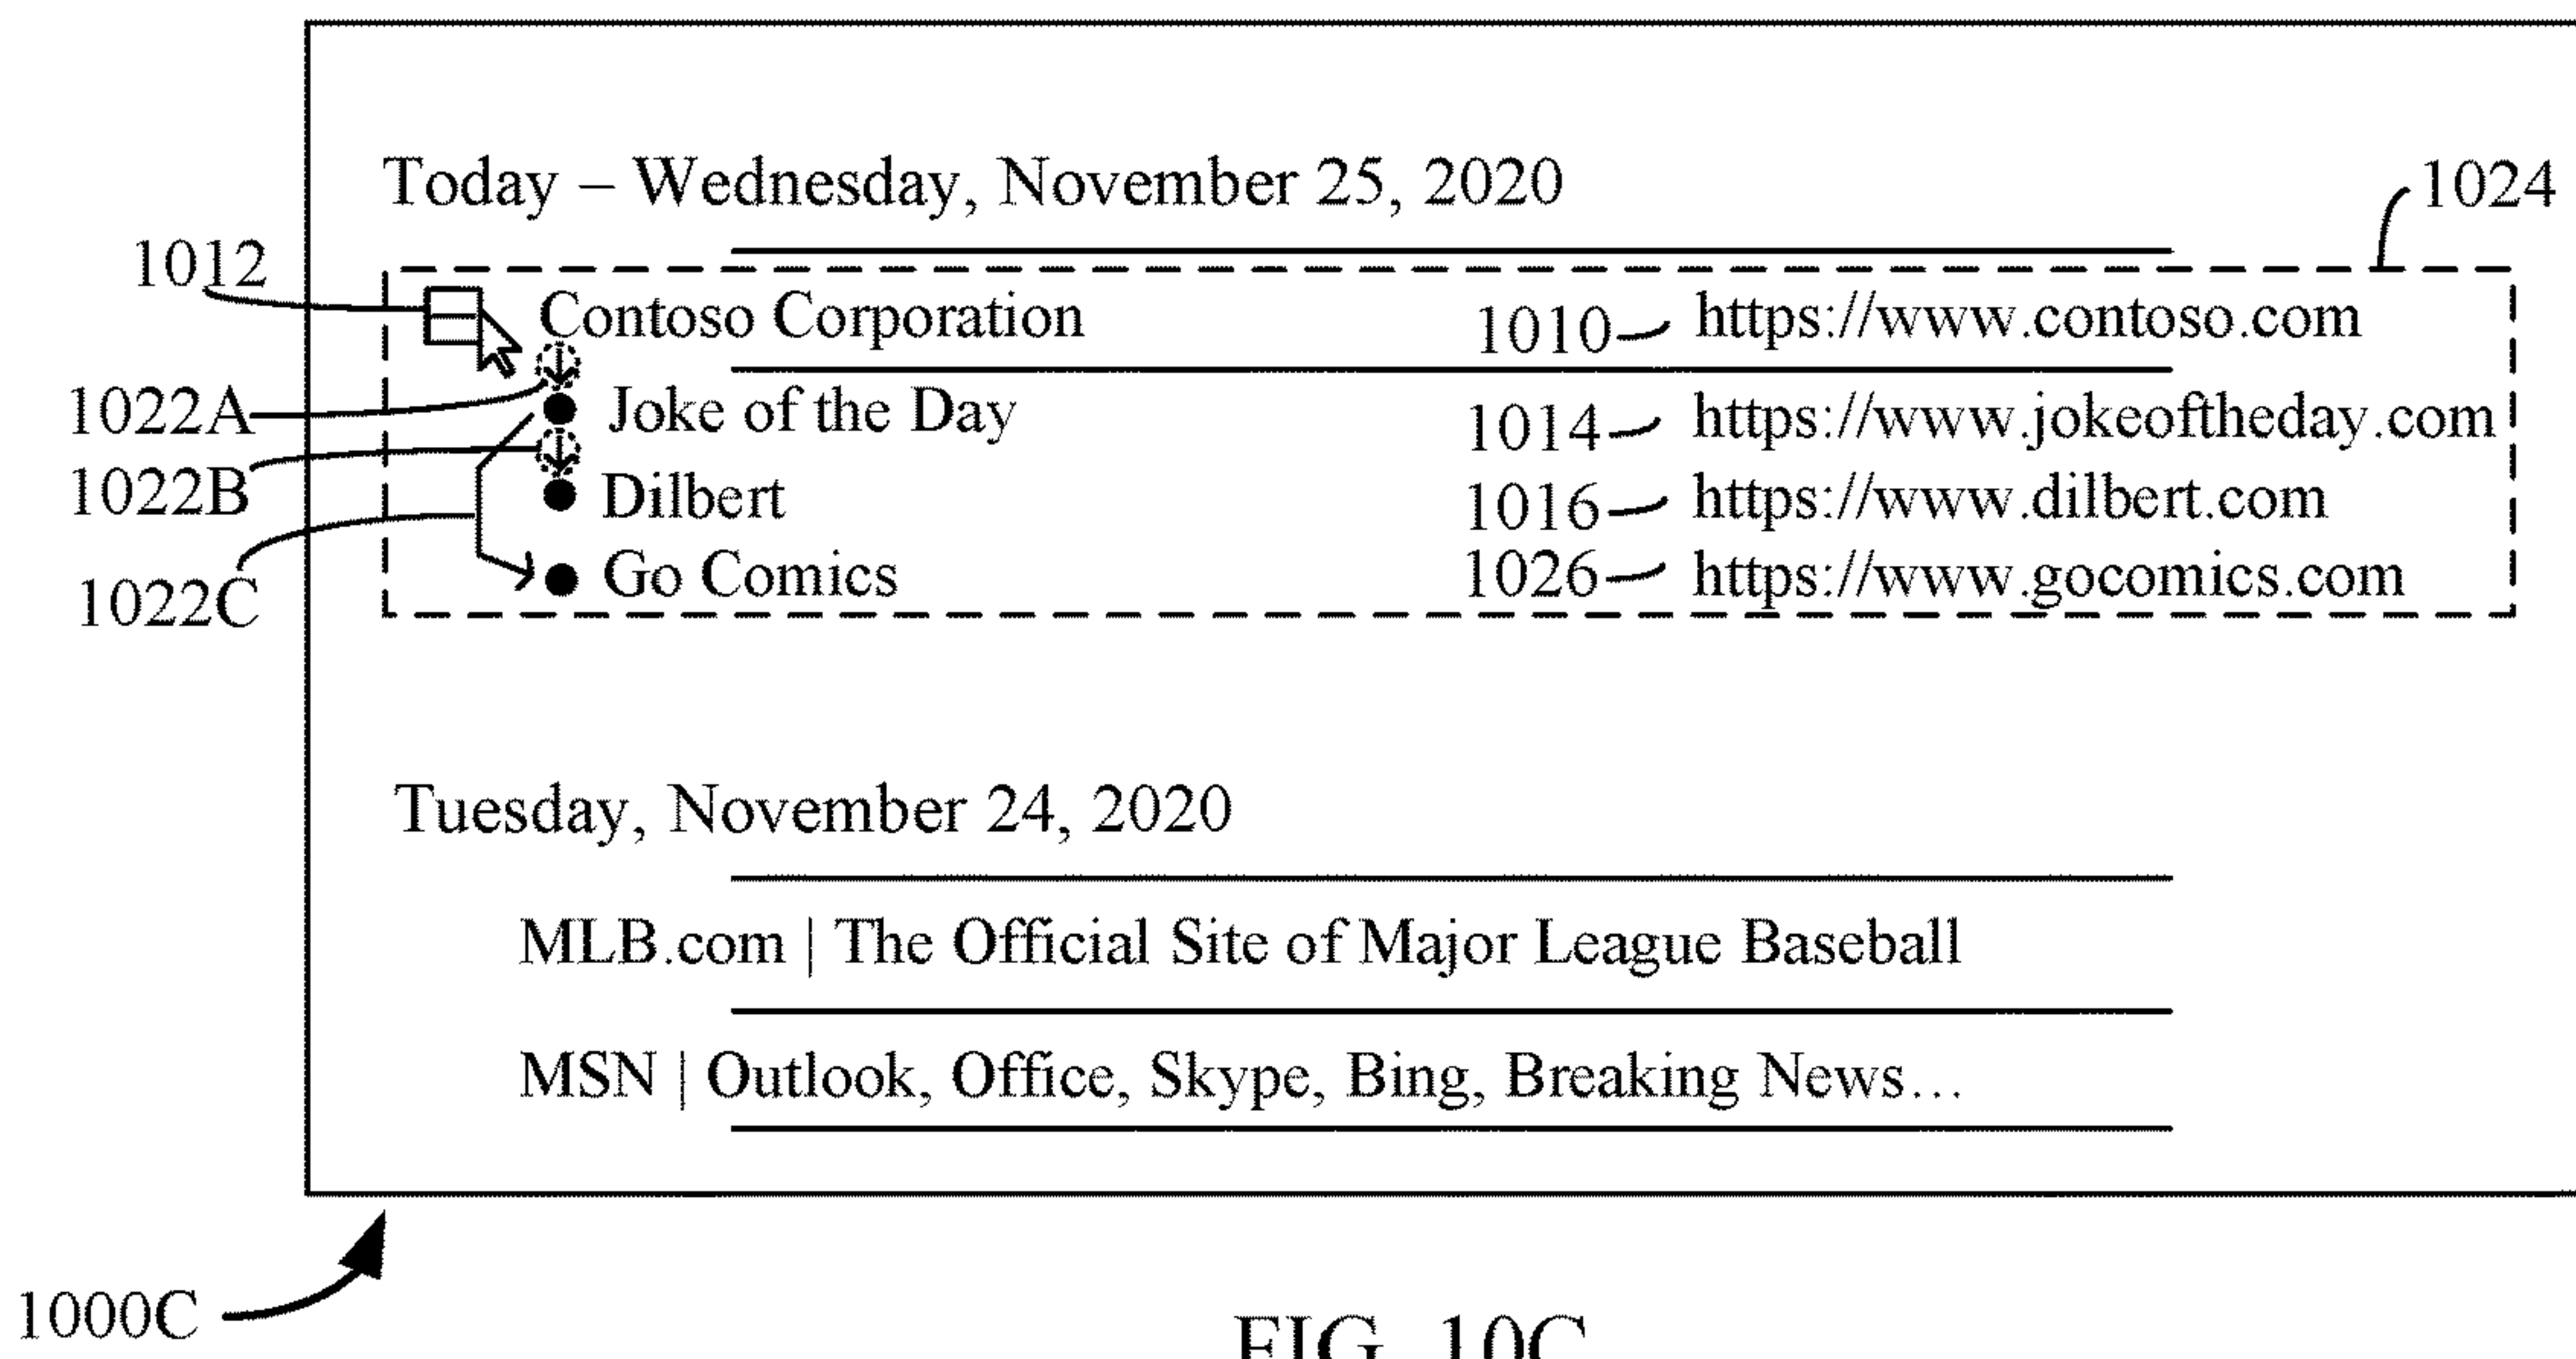 Today – Wednesday, November 25, 2020
1024
1012
Contoso Corporation 1010 https://www.contoso.com
1022A
Joke of the Day 1014 https://www.jokeoftheday.com
1022B
Dilbert 1016 https://www.dilbert.com
1022C
Go Comics 1026 https://www.gocomics.com
Tuesday, November 24, 2020
MLB.com | The Official Site of Major League Baseball
MSN | Outlook, Office, Skype, Bing, Breaking News…
1000C
FIG. 10C